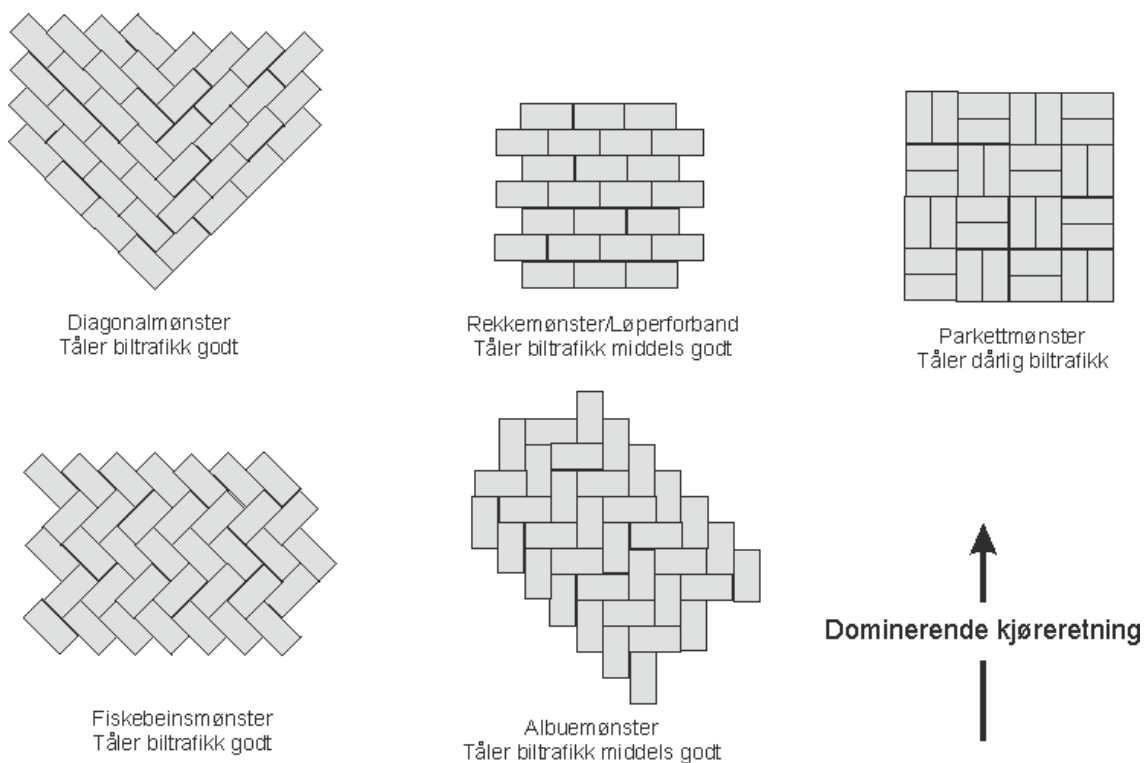 Diagonalmønster
Tåler biltrafikk godt
Rekkemønster/Løperforband
Tåler biltrafikk middels godt
Parkettmønster
Tåler dårlig biltrafikk
Fiskebeinsmønster
Tåler biltrafikk godt
Albuemønster
Tåler biltrafikk middels godt
Dominerende kjøreretning